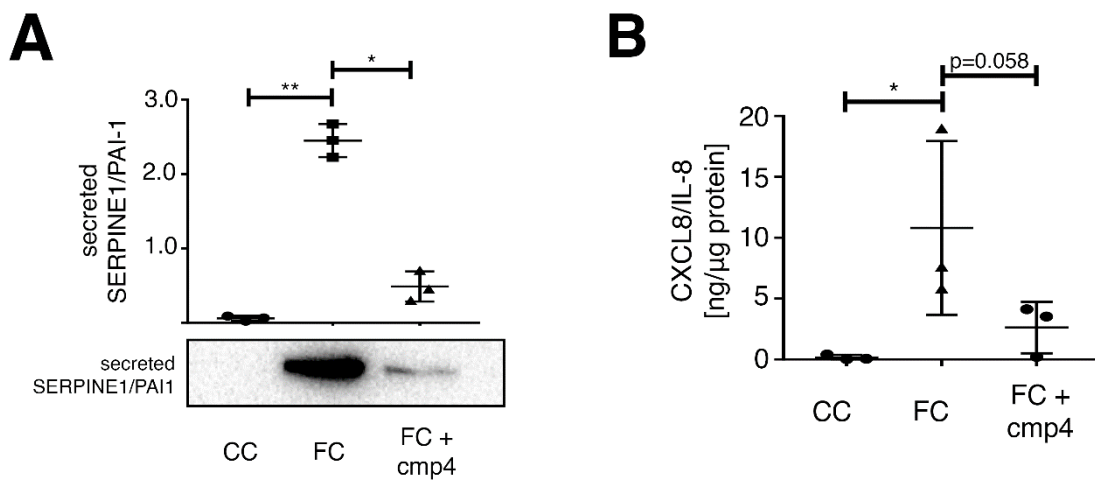 A
*
**
3.0
2.0
1.0
secreted
SERPINE1/PAI-1
secreted
SERPINE1/PAI1
CC
FC
FC +
cmp4
B
p=0.058
*
20
15
10
5
0
CXCL8/IL-8
[ng/µg protein]
CC
FC
FC +
cmp4